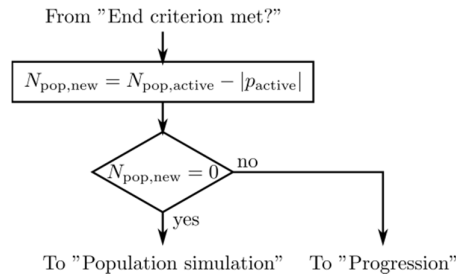 From "End criterion met?"
N_pop,new = N_pop,active − |p_active|
N_pop,new = 0
no
yes
To "Population simulation"
To "Progression"